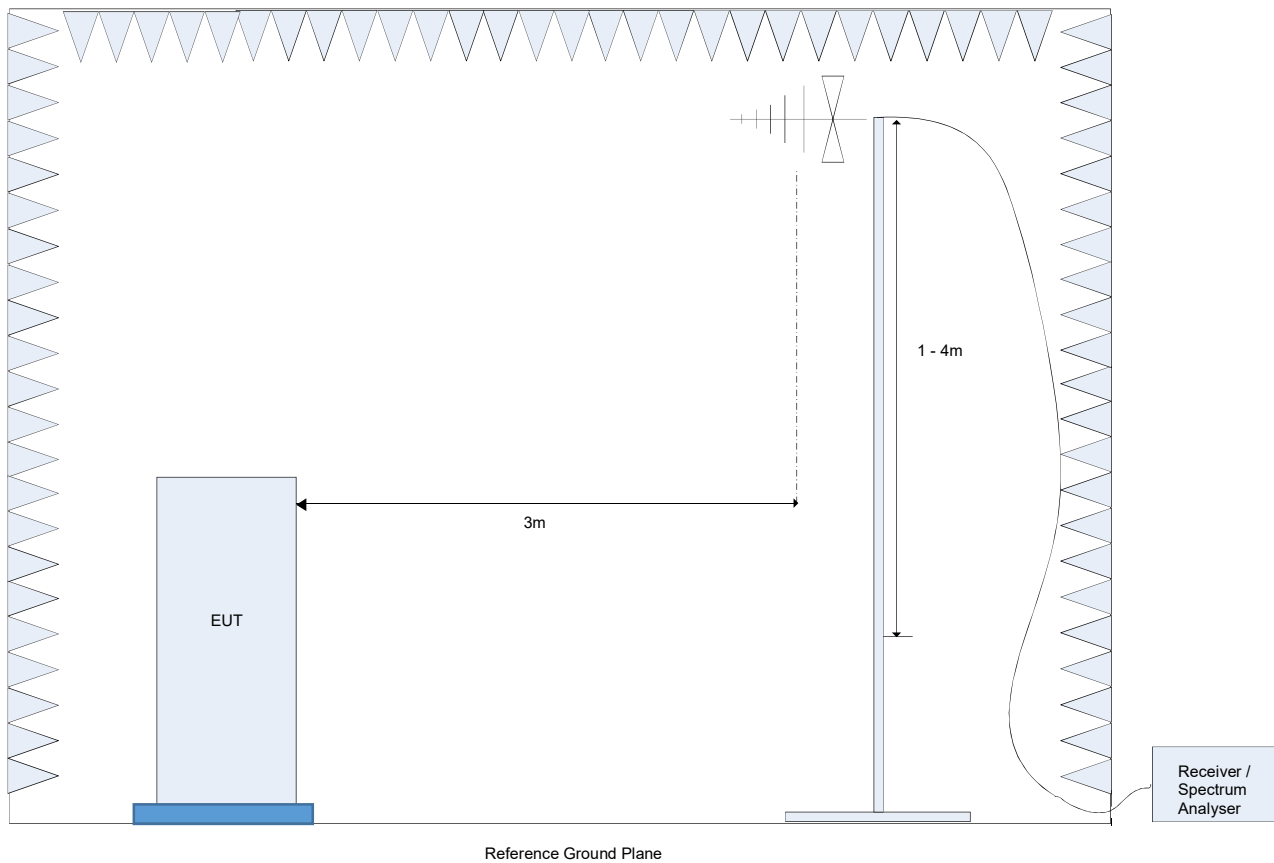 1 - 4m
3m
EUT
Receiver /
Spectrum
Analyser
Reference Ground Plane